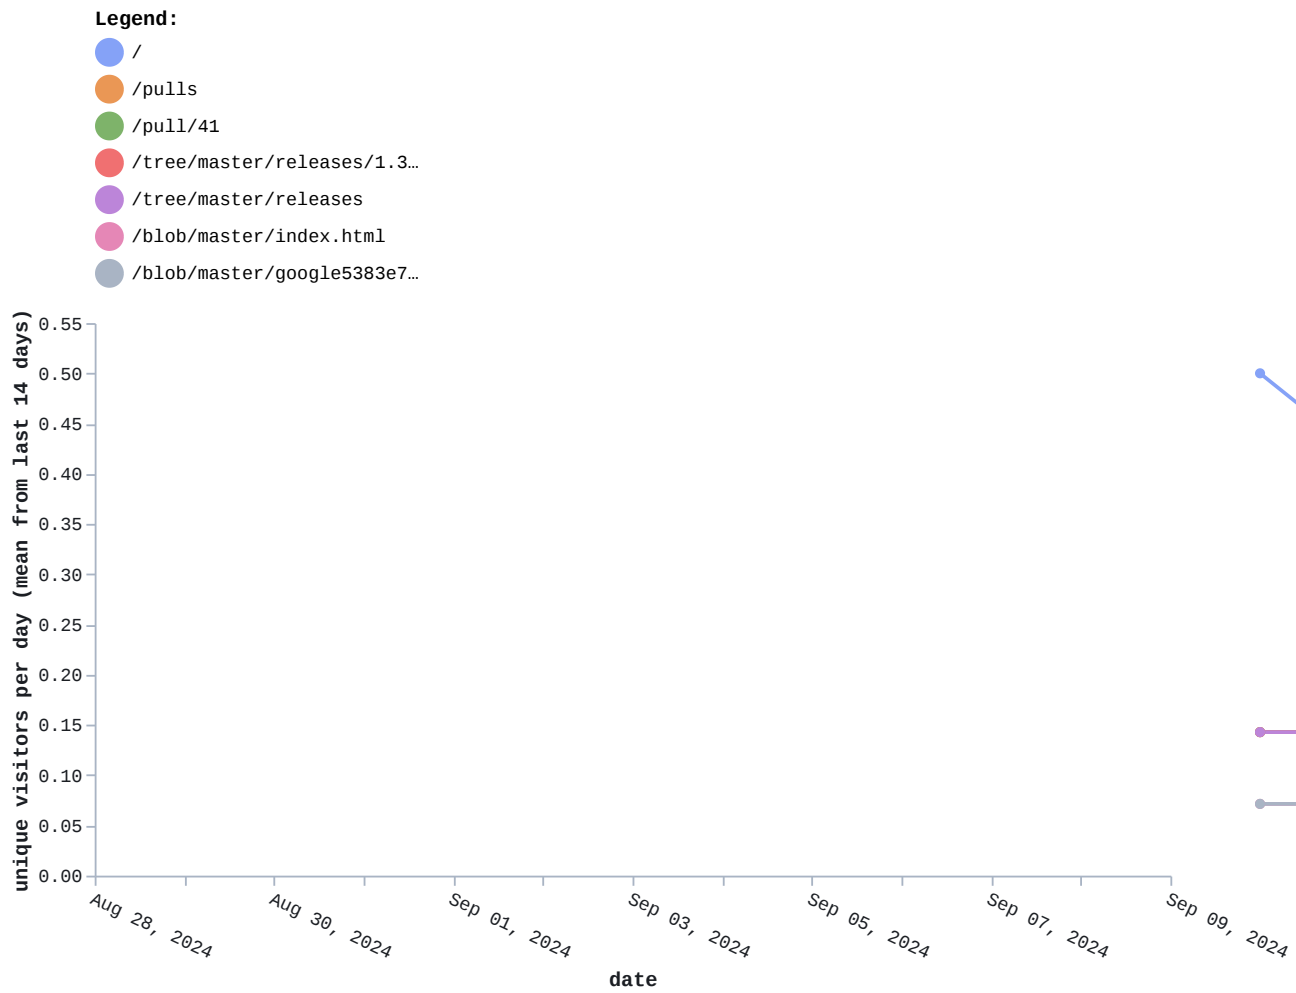 Legend:
/
/pulls
/pull/41
/tree/master/releases/1.3…
/tree/master/releases
/blob/master/index.html
/blob/master/google5383e7…
unique visitors per day (mean from last 14 days)
0.55
0.50
0.45
0.40
0.35
0.30
0.25
0.20
0.15
0.10
0.05
0.00
Aug 28, 2024
Aug 30, 2024
Sep 01, 2024
Sep 03, 2024
Sep 05, 2024
Sep 07, 2024
Sep 09, 2024
date